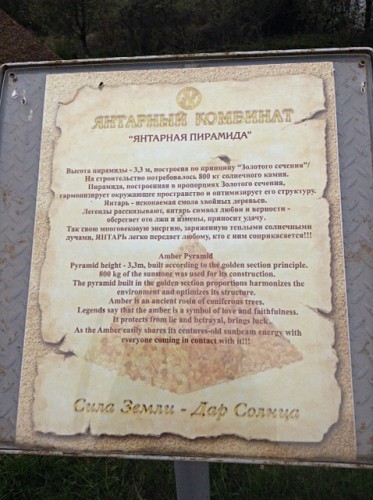 ЯНТАРНЫЙ КОМБИНАТ
"ЯНТАРНАЯ ПИРАМИДА"
Высота пирамиды - 3,3 м, построена по принципу "Золотого сечения"/
На строительство потребовалось 800 кг солнечного камня.
Пирамида, построенная в пропорциях Золотого сечения,
гармонизирует окружающее пространство и оптимизирует его структуру.
Янтарь - ископаемая смола хвойных деревьев.
Легенды рассказывают, янтарь символ любви и верности -
оберегает от лжи и измены, приносит удачу.
Так свою многовековую энергию, заряженную теплыми солнечными
лучами, ЯНТАРЬ легко передает любому, кто с ним соприкасается!!!
Amber Pyramid
Pyramid height - 3,3m, built according to the golden section principle.
800 kg of the sunstone was used for its construction.
The pyramid built in the golden section proportions harmonizes the
environment and optimizes its structure.
Amber is an ancient rosin of coniferous trees.
Legends say that the amber is a symbol of love and faithfulness.
It protects from lie and betrayal, brings luck.
As the Amber easily shares its centures-old sunbeam energy with
everyone coming in contact with it!!!
Сила Земли - Дар Солнца